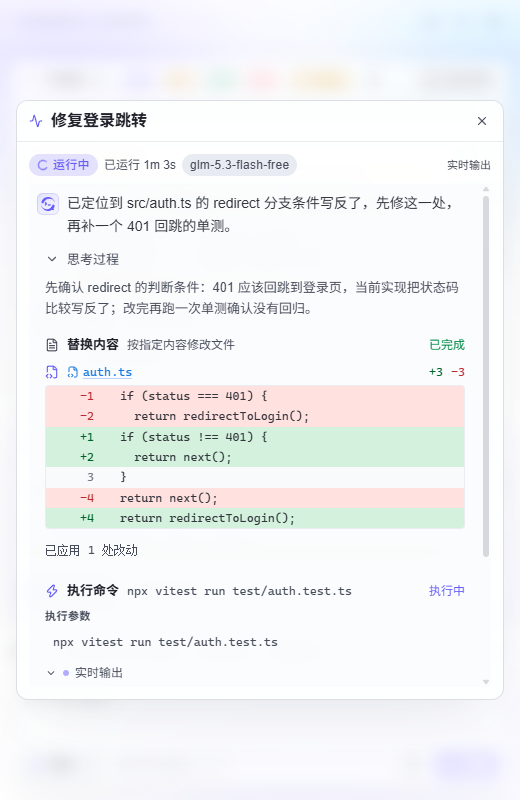 修复登录跳转
运行中 已运行 1m 3s glm-5.3-flash-free 实时输出
已定位到 src/auth.ts 的 redirect 分支条件写反了，先修这一处，
再补一个 401 回跳的单测。
思考过程
先确认 redirect 的判断条件：401 应该回跳到登录页，当前实现把状态码
比较写反了；改完再跑一次单测确认没有回归。
替换内容 按指定内容修改文件 已完成
auth.ts +3 −3
−1 if (status === 401) {
−2 return redirectToLogin();
+1 if (status !== 401) {
+2 return next();
3 }
−4 return next();
+4 return redirectToLogin();
已应用 1 处改动
执行命令 npx vitest run test/auth.test.ts 执行中
执行参数
npx vitest run test/auth.test.ts
实时输出